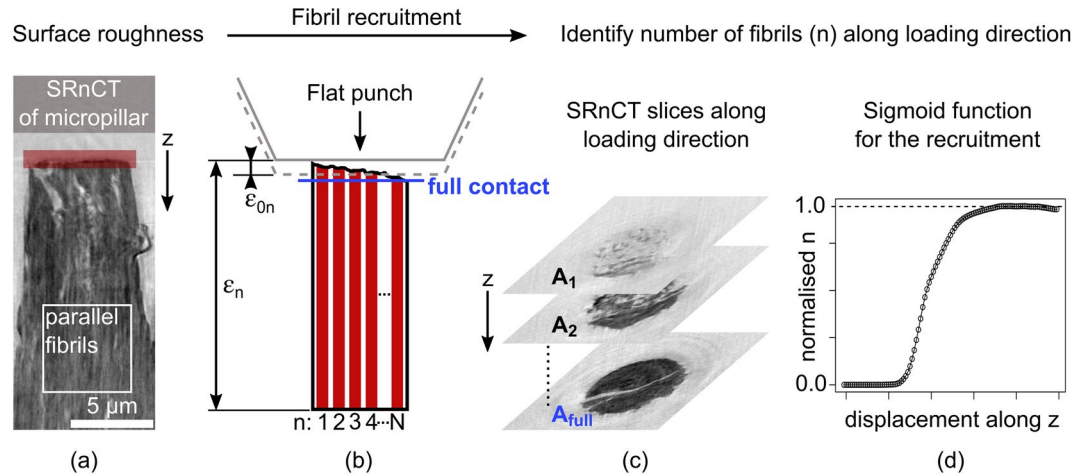 Surface roughness
Fibril recruitment
Identify number of fibrils (n) along loading direction
SRnCT
of micropillar
z
parallel
fibrils
5 µm
(a)
Flat punch
full contact
ε0n
εn
...
n: 1 2 3 4...N
(b)
SRnCT slices along
loading direction
z
A1
A2
Afull
(c)
Sigmoid function
for the recruitment
1.0
normalised n
0.0
displacement along z
(d)